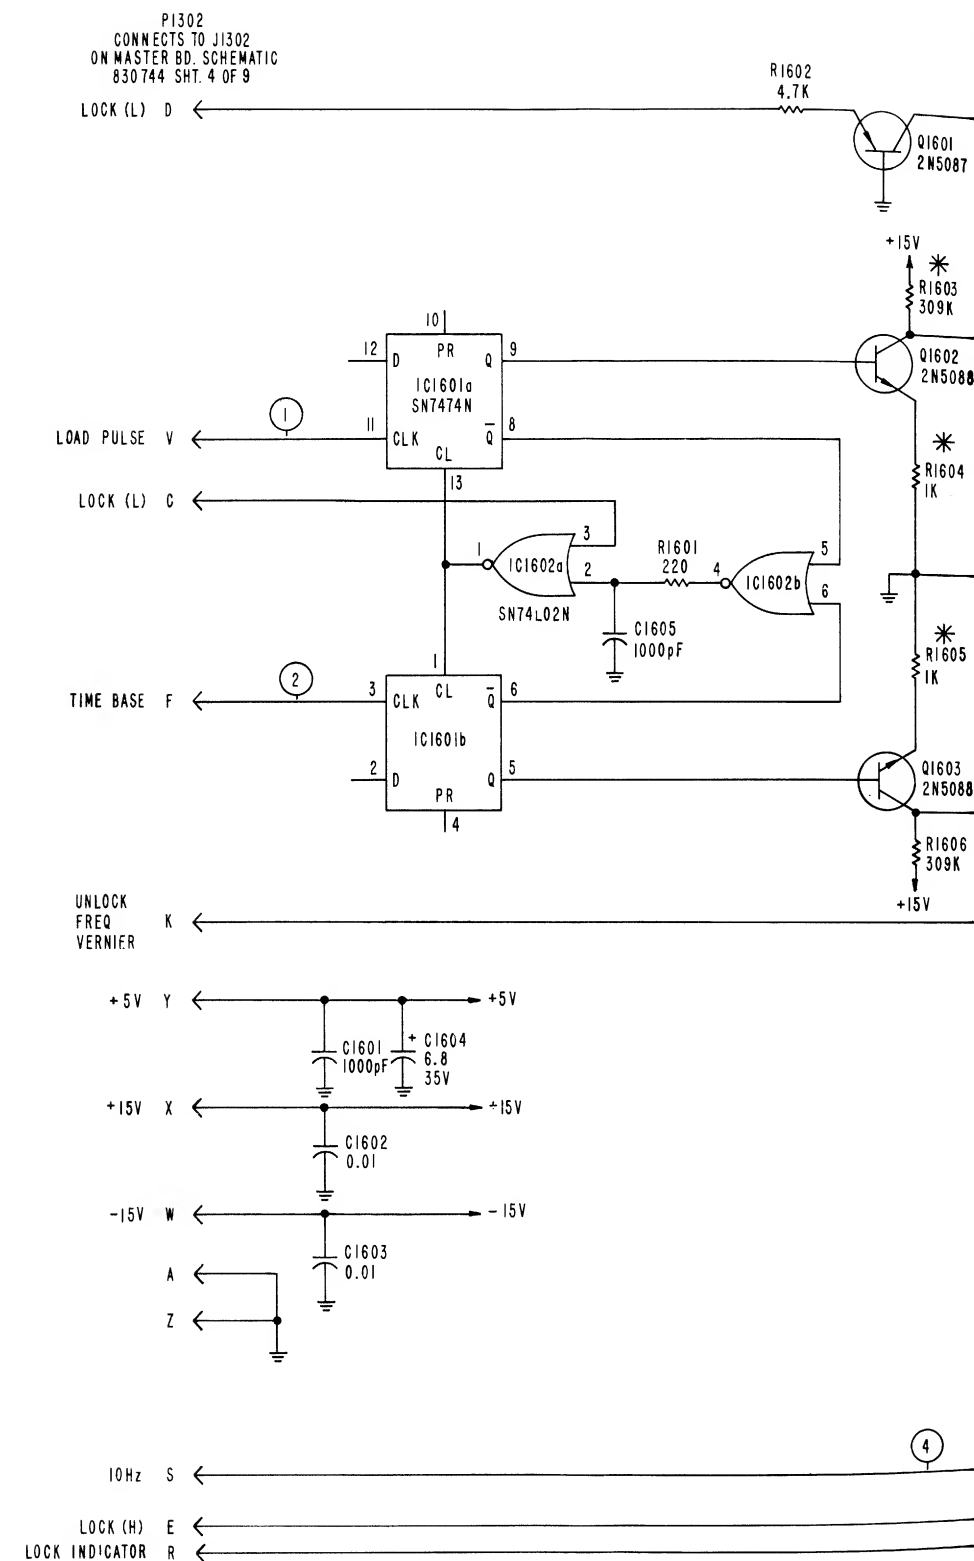 P1302
CONNECTS TO J1302
ON MASTER BD. SCHEMATIC
830744 SHT. 4 OF 9
LOCK (L) D
R1602
4.7K
Q1601
2N5087
+15V
*
R1603
309K
10
12
D
PR
Q
9
IC1601a
SN7474N
Q1602
2N5088
1
LOAD PULSE V
11
CLK
Q
8
CL
13
*
R1604
1K
LOCK (L) C
1
IC1602a
3
2
SN74L02N
R1601
220
4
IC1602b
5
6
C1605
1000pF
*
R1605
1K
2
TIME BASE F
1
3
CLK
CL
Q
6
IC1601b
2
D
Q
5
PR
4
Q1603
2N5088
R1606
309K
+15V
UNLOCK
FREQ K
VERNIER
+5V Y
+5V
C1601
1000pF
+ C1604
6.8
35V
+15V X
+15V
C1602
0.01
-15V W
-15V
C1603
0.01
A
Z
4
10Hz S
LOCK (H) E
LOCK INDICATOR R